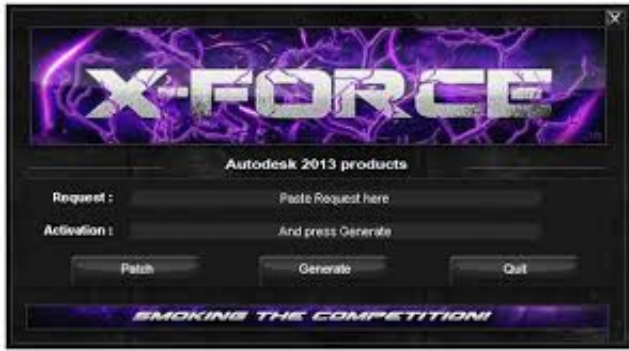 X-FORCE
Autodesk 2013 products
Request :
Paste Request here
Activation :
And press Generate
Patch
Generate
Quit
SMOKING THE COMPETITION!